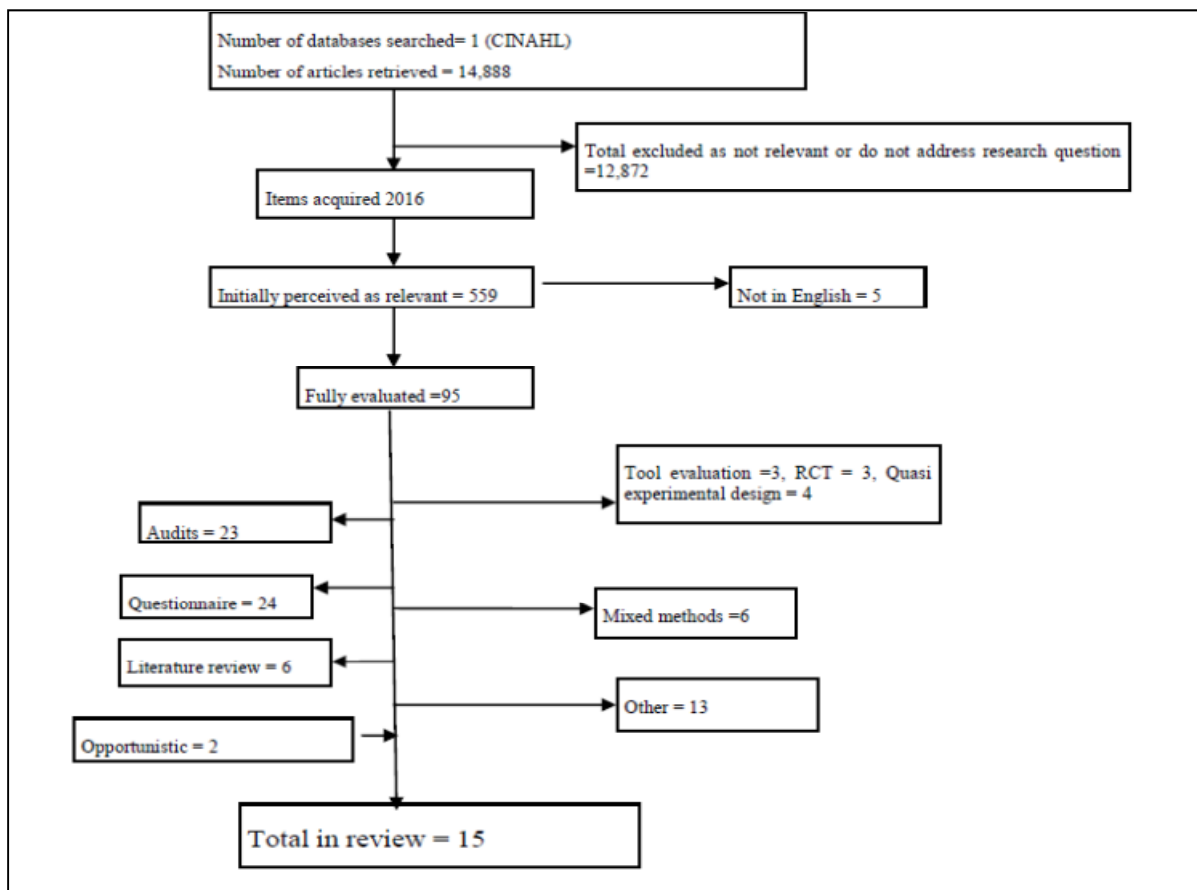 Number of databases searched= 1 (CINAHL)
Number of articles retrieved = 14,888
Total excluded as not relevant or do not address research question
=12,872
Items acquired 2016
Initially perceived as relevant = 559
Not in English = 5
Fully evaluated =95
Tool evaluation =3, RCT = 3, Quasi
experimental design = 4
Audits = 23
Questionnaire = 24
Mixed methods =6
Literature review = 6
Other = 13
Opportunistic = 2
Total in review = 15